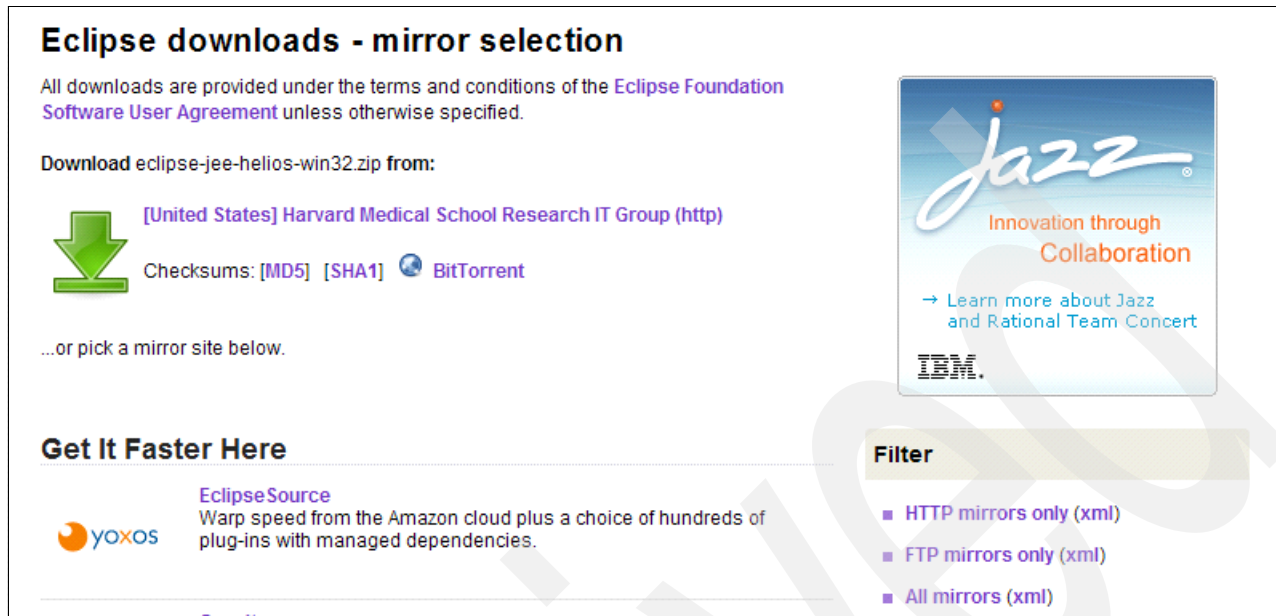 Eclipse downloads - mirror selection
All downloads are provided under the terms and conditions of the Eclipse Foundation
Software User Agreement unless otherwise specified.
Download eclipse-jee-helios-win32.zip from:
[United States] Harvard Medical School Research IT Group (http)
Checksums: [MD5] [SHA1] BitTorrent
...or pick a mirror site below.
jazz
®
Innovation through
Collaboration
→ Learn more about Jazz
and Rational Team Concert
IBM.
Get It Faster Here
yoxos
EclipseSource
Warp speed from the Amazon cloud plus a choice of hundreds of
plug-ins with managed dependencies.
Filter
HTTP mirrors only (xml)
FTP mirrors only (xml)
All mirrors (xml)